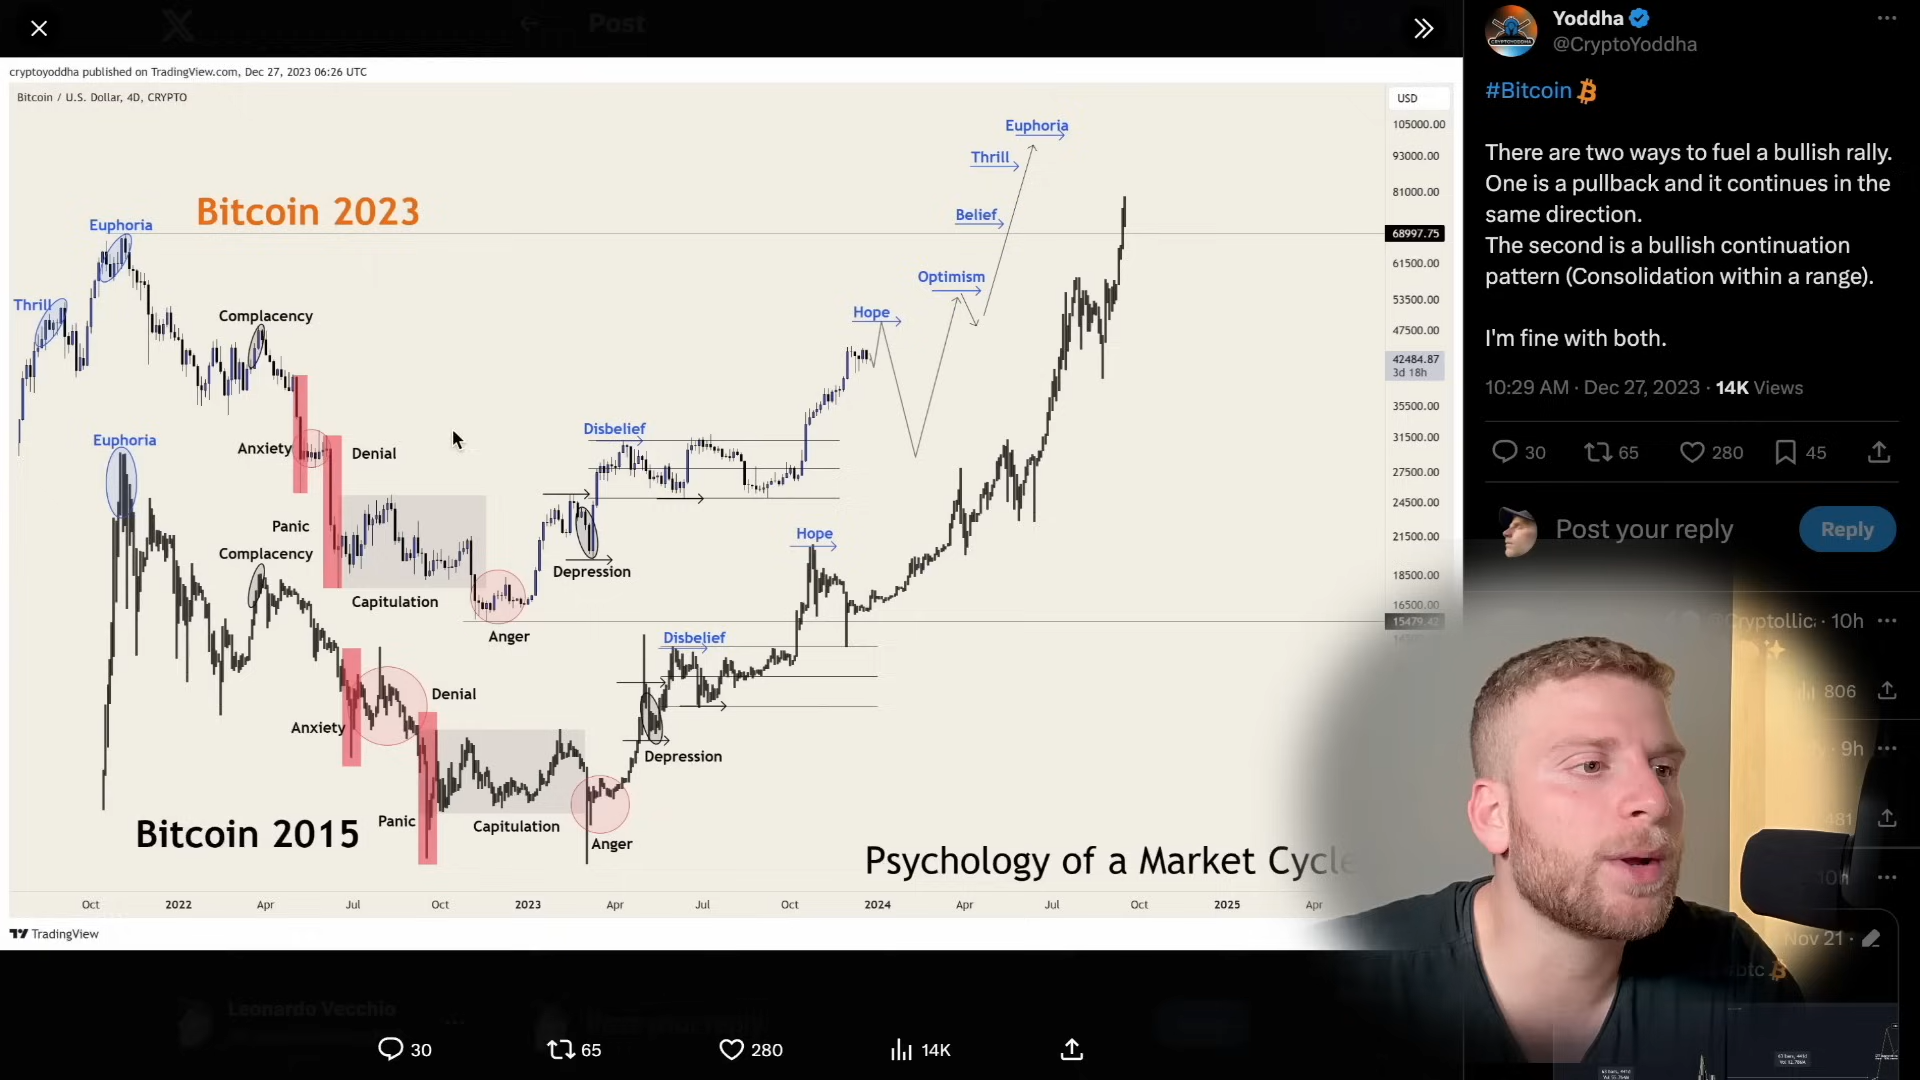 Post
cryptoyoddha published on TradingView.com, Dec 27, 2023 06:26 UTC
Bitcoin / U.S. Dollar, 4D, CRYPTO
USD
105000.00
93000.00
81000.00
68997.75
61500.00
53500.00
47500.00
42484.87
3d 18h
35500.00
31500.00
27500.00
24500.00
21500.00
18500.00
16500.00
15479.42
Bitcoin 2023
Euphoria
Thrill
Complacency
Anxiety
Denial
Panic
Capitulation
Anger
Depression
Disbelief
Hope
Optimism
Belief
Thrill
Euphoria
Euphoria
Complacency
Anxiety
Denial
Panic
Capitulation
Anger
Depression
Disbelief
Hope
Bitcoin 2015
Psychology of a Market Cycle
Oct
2022
Apr
Jul
Oct
2023
Apr
Jul
Oct
2024
Apr
Jul
Oct
2025
Apr
TradingView
Leonardo Vecchio
30
65
280
14K
Yoddha
@CryptoYoddha
#Bitcoin
There are two ways to fuel a bullish rally.
One is a pullback and it continues in the
same direction.
The second is a bullish continuation
pattern (Consolidation within a range).
I'm fine with both.
10:29 AM · Dec 27, 2023 · 14K Views
30
65
280
45
CRYPTOYODDHA
Post your reply
Reply
· 10h
806
· 9h
481
10h
Nov 21 ·
btc